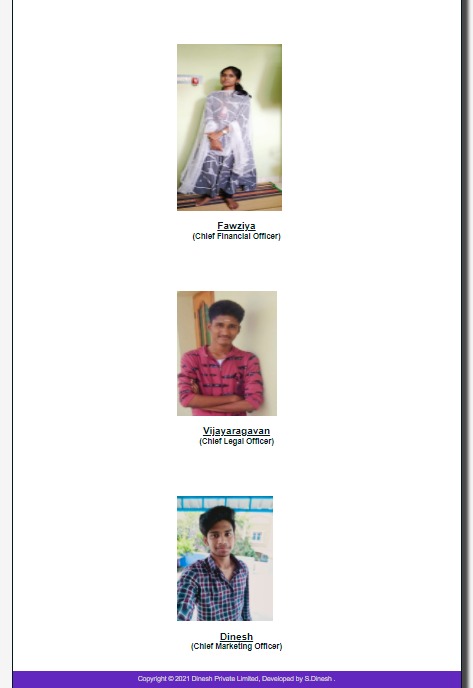 Fawziya
(Chief Financial Officer)
Vijayaragavan
(Chief Legal Officer)
Dinesh
(Chief Marketing Officer)
Copyright © 2021 Dinesh Private Limited, Developed by S.Dinesh .